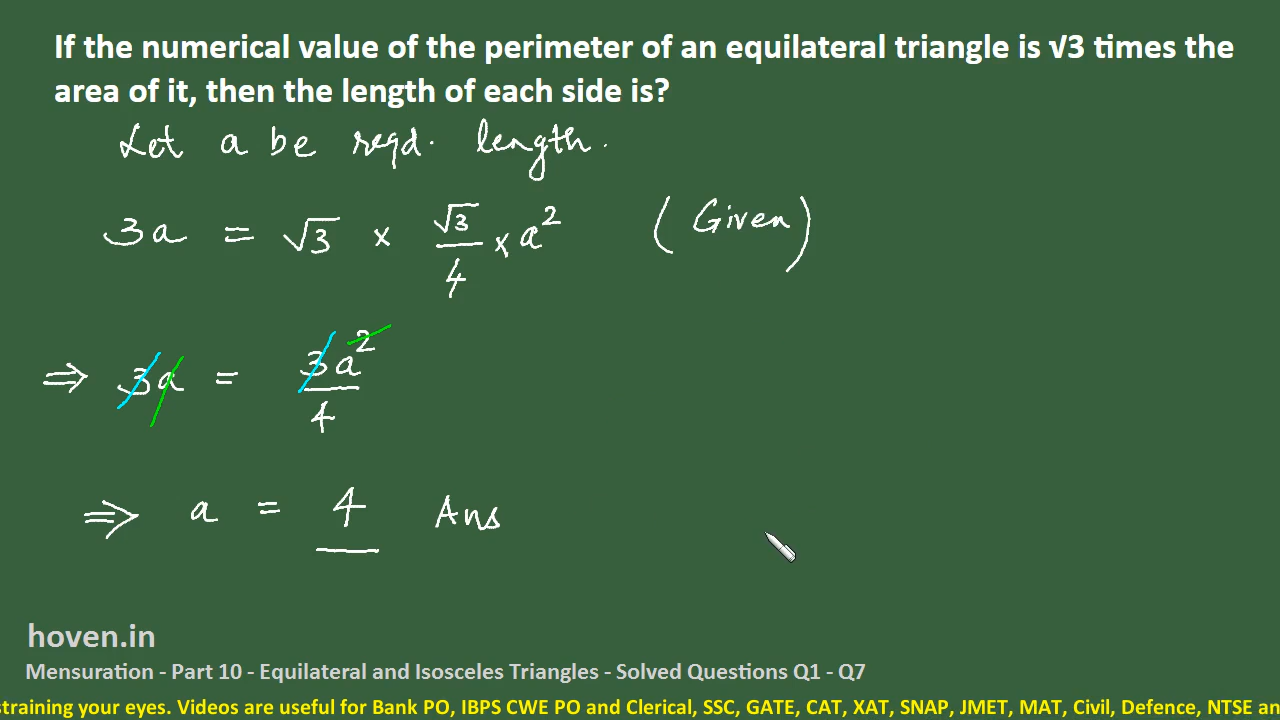 If the numerical value of the perimeter of an equilateral triangle is √3 times the
area of it, then the length of each side is?
Let a be reqd. length.
3a = √3 × √3/4 × a² (Given)
⇒ 3a = 3a²/4
⇒ a = 4 Ans
hoven.in
Mensuration - Part 10 - Equilateral and Isosceles Triangles - Solved Questions Q1 - Q7
straining your eyes. Videos are useful for Bank PO, IBPS CWE PO and Clerical, SSC, GATE, CAT, XAT, SNAP, JMET, MAT, Civil, Defence, NTSE an